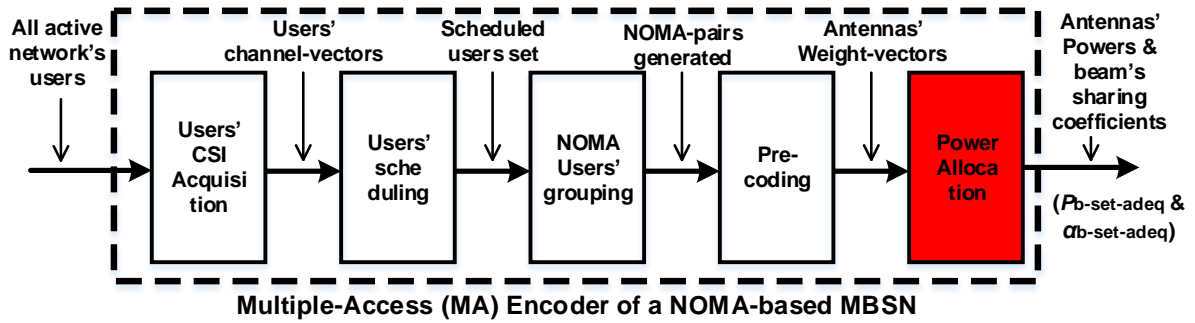 All active
network's
users
Users'
channel-vectors
Scheduled
users set
NOMA-pairs
generated
Antennas'
Weight-vectors
Antennas'
Powers &
beam's
sharing
coefficients
Users'
CSI
Acquisi
tion
Users'
sche
duling
NOMA
Users'
grouping
Pre-
coding
Power
Alloca
tion
(Pb-set-adeq &
αb-set-adeq)
Multiple-Access (MA) Encoder of a NOMA-based MBSN